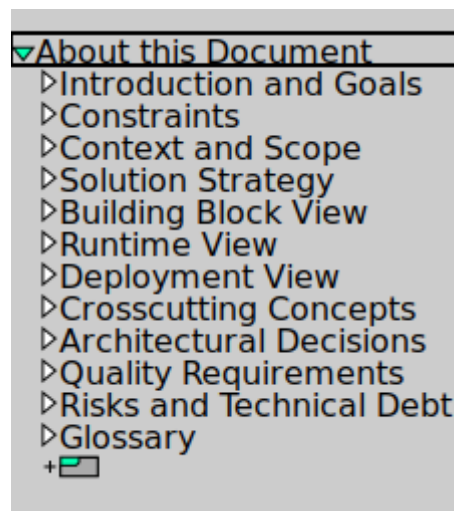 About this Document
Introduction and Goals
Constraints
Context and Scope
Solution Strategy
Building Block View
Runtime View
Deployment View
Crosscutting Concepts
Architectural Decisions
Quality Requirements
Risks and Technical Debt
Glossary
+